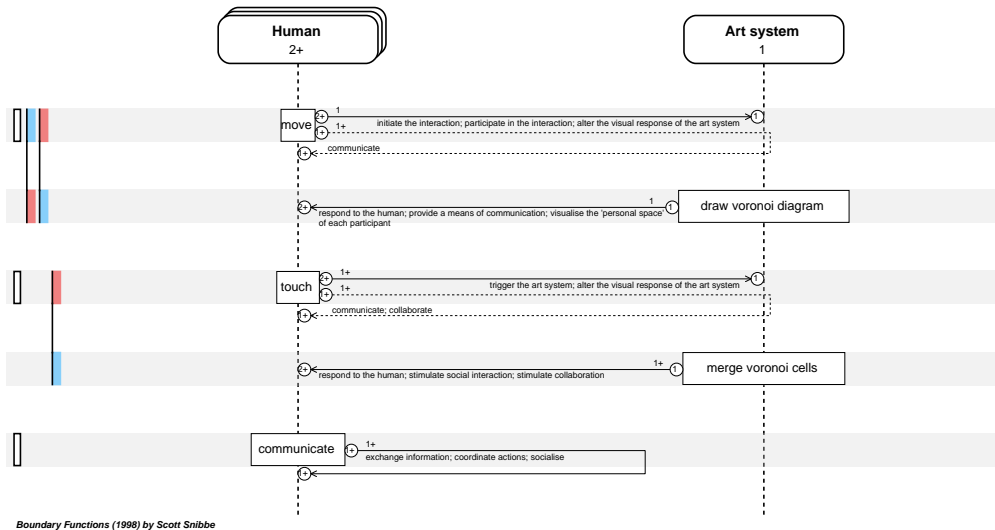 Human
2+
Art system
1
move
2+
1
1
initiate the interaction; participate in the interaction; alter the visual response of the art system
1+
1+
1+
communicate
2+
1
1
draw voronoi diagram
respond to the human; provide a means of communication; visualise the 'personal space'
of each participant
touch
2+
1+
1
trigger the art system; alter the visual response of the art system
1+
1+
1+
communicate; collaborate
2+
1+
1
merge voronoi cells
respond to the human; stimulate social interaction; stimulate collaboration
communicate
1+
1+
exchange information; coordinate actions; socialise
1+
Boundary Functions (1998) by Scott Snibbe